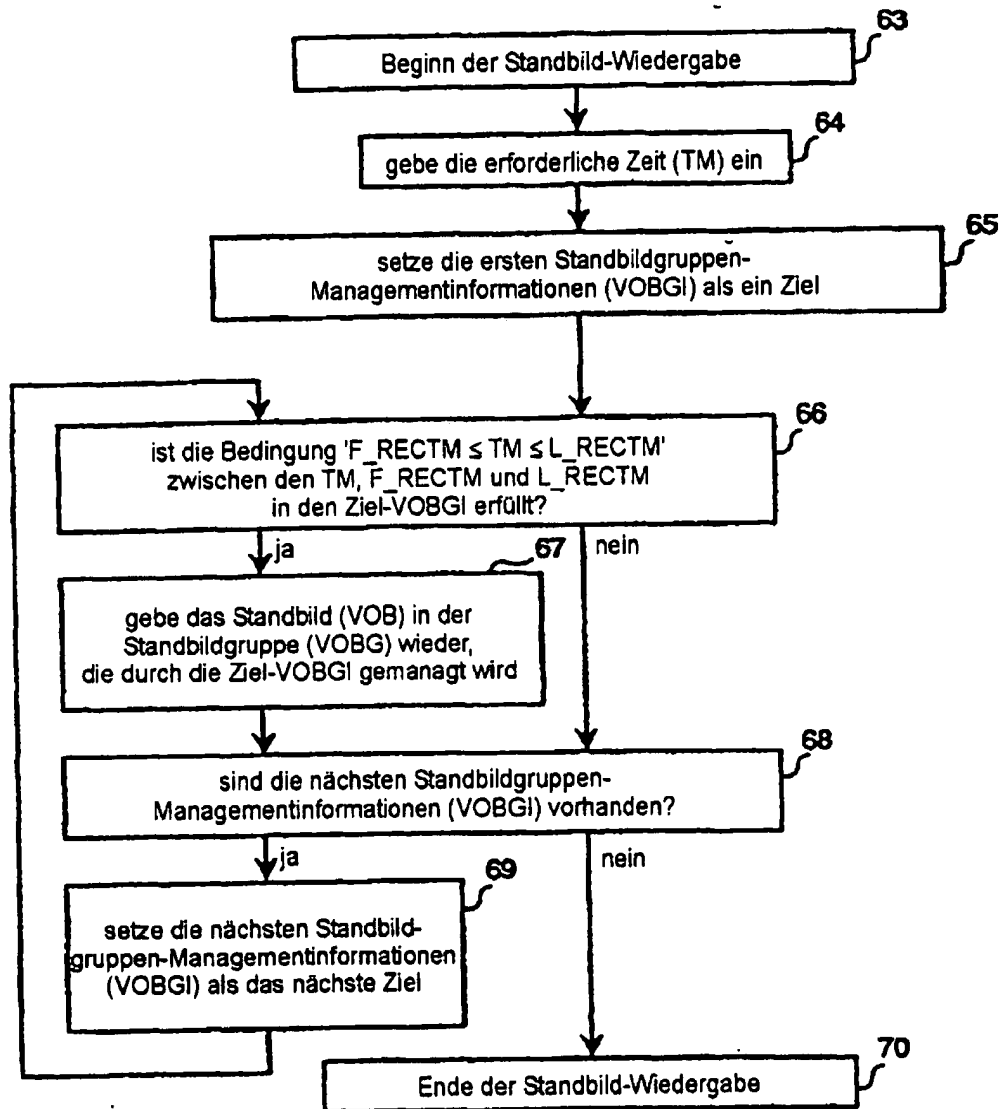 63
Beginn der Standbild-Wiedergabe
64
gebe die erforderliche Zeit (TM) ein
65
setze die ersten Standbildgruppen-
Managementinformationen (VOBGI) als ein Ziel
66
ist die Bedingung 'F_RECTM ≤ TM ≤ L_RECTM'
zwischen den TM, F_RECTM und L_RECTM
in den Ziel-VOBGI erfüllt?
ja
nein
67
gebe das Standbild (VOB) in der
Standbildgruppe (VOBG) wieder,
die durch die Ziel-VOBGI gemanagt wird
68
sind die nächsten Standbildgruppen-
Managementinformationen (VOBGI) vorhanden?
ja
nein
69
setze die nächsten Standbild-
gruppen-Managementinformationen
(VOBGI) als das nächste Ziel
70
Ende der Standbild-Wiedergabe